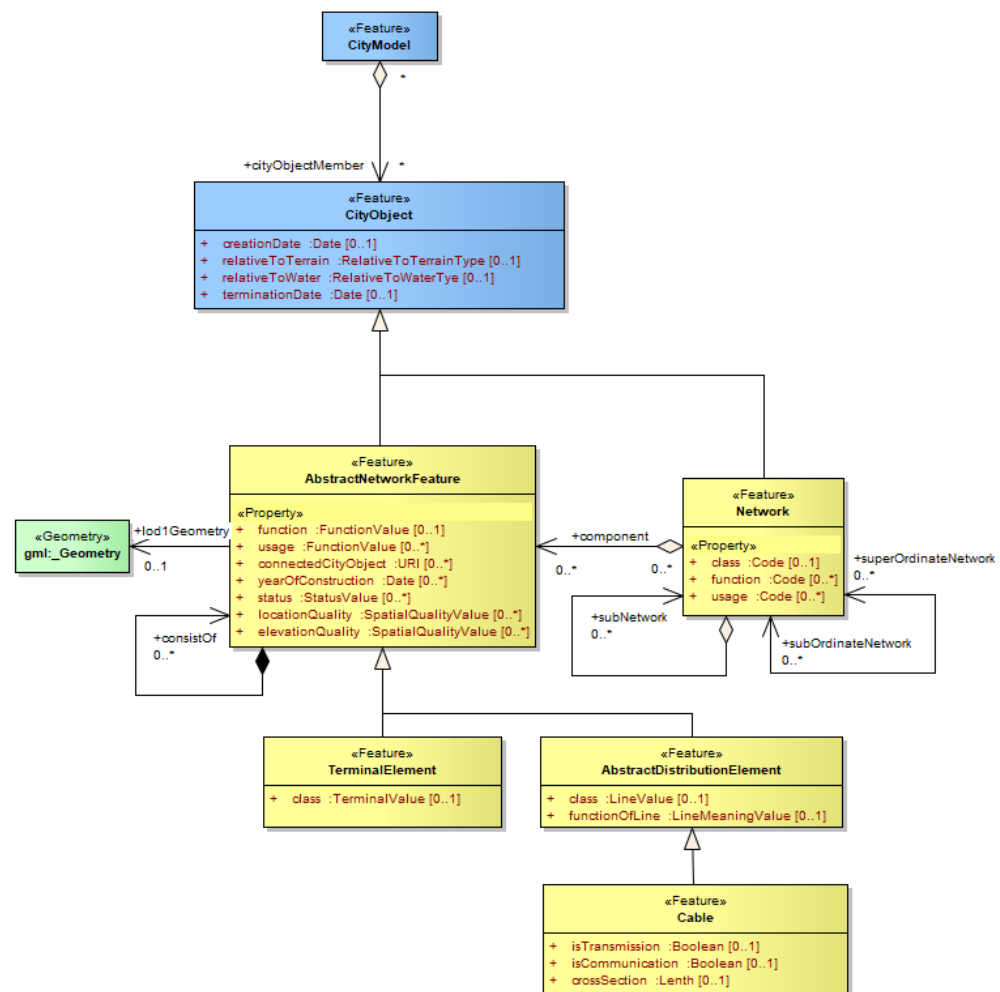 «Feature»
CityModel
*
+cityObjectMember *
«Feature»
CityObject
+ creationDate :Date [0..1]
+ relativeToTerrain :RelativeToTerrainType [0..1]
+ relativeToWater :RelativeToWaterTye [0..1]
+ terminationDate :Date [0..1]
«Feature»
AbstractNetworkFeature
«Property»
+ function :FunctionValue [0..1]
+ usage :FunctionValue [0..*]
+ connectedCityObject :URI [0..*]
+ yearOfConstruction :Date [0..*]
+ status :StatusValue [0..*]
+ locationQuality :SpatialQualityValue [0..*]
+ elevationQuality :SpatialQualityValue [0..*]
«Geometry»
gml:_Geometry
+lod1Geometry
0..1
+consistOf
0..*
+component
0..* 0..*
«Feature»
Network
«Property»
+ class :Code [0..1]
+ function :Code [0..*]
+ usage :Code [0..*]
+superOrdinateNetwork
0..*
+subNetwork
0..*
+subOrdinateNetwork
0..*
«Feature»
TerminalElement
+ class :TerminalValue [0..1]
«Feature»
AbstractDistributionElement
+ class :LineValue [0..1]
+ functionOfLine :LineMeaningValue [0..1]
«Feature»
Cable
+ isTransmission :Boolean [0..1]
+ isCommunication :Boolean [0..1]
+ crossSection :Lenth [0..1]